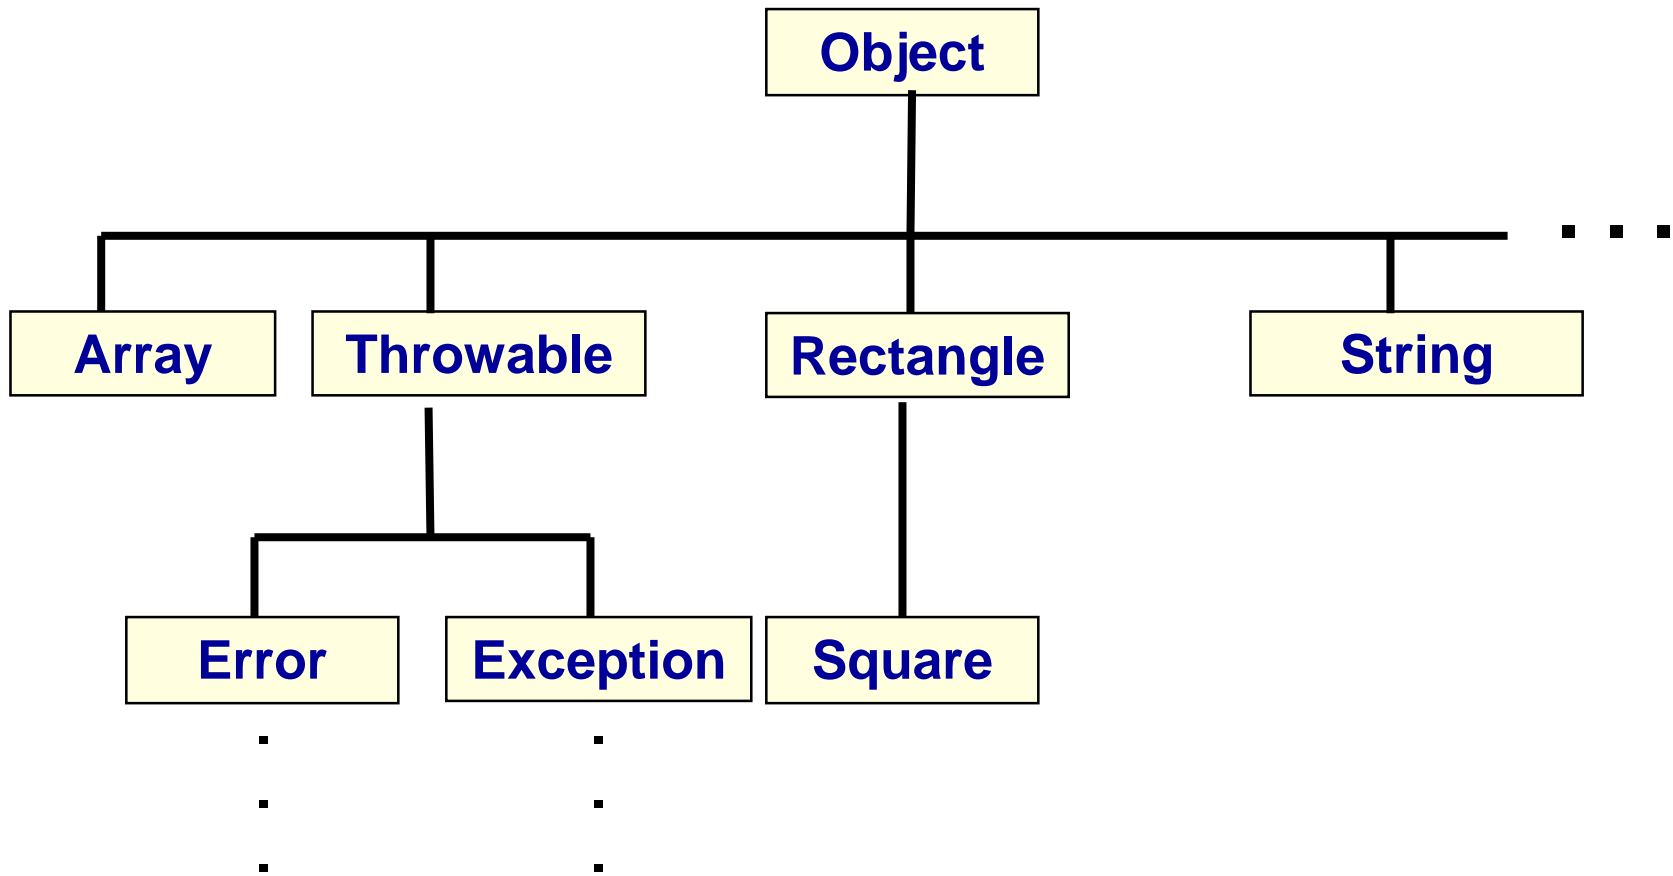 Object
Array
Throwable
Rectangle
String
Error
Exception
Square